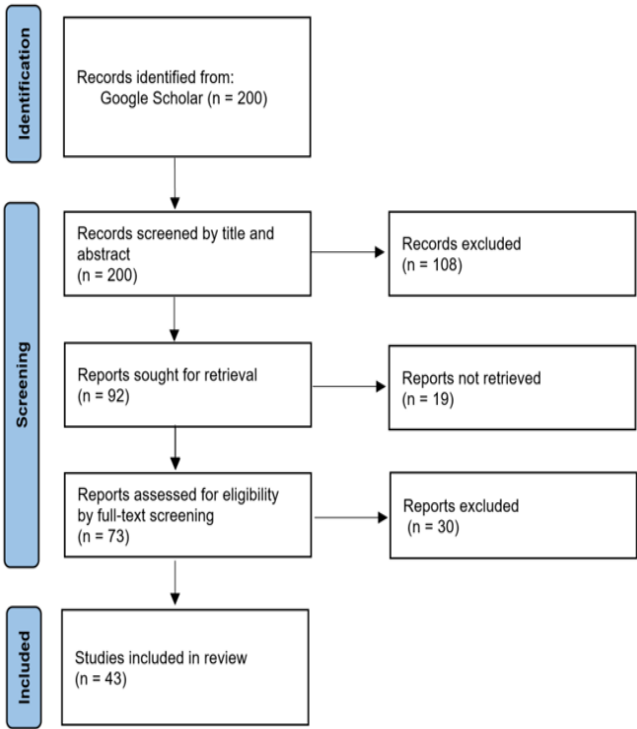 Identification
Records identified from:
Google Scholar (n = 200)
Screening
Records screened by title and
abstract
(n = 200)
Records excluded
(n = 108)
Reports sought for retrieval
(n = 92)
Reports not retrieved
(n = 19)
Reports assessed for eligibility
by full-text screening
(n = 73)
Reports excluded
(n = 30)
Included
Studies included in review
(n = 43)